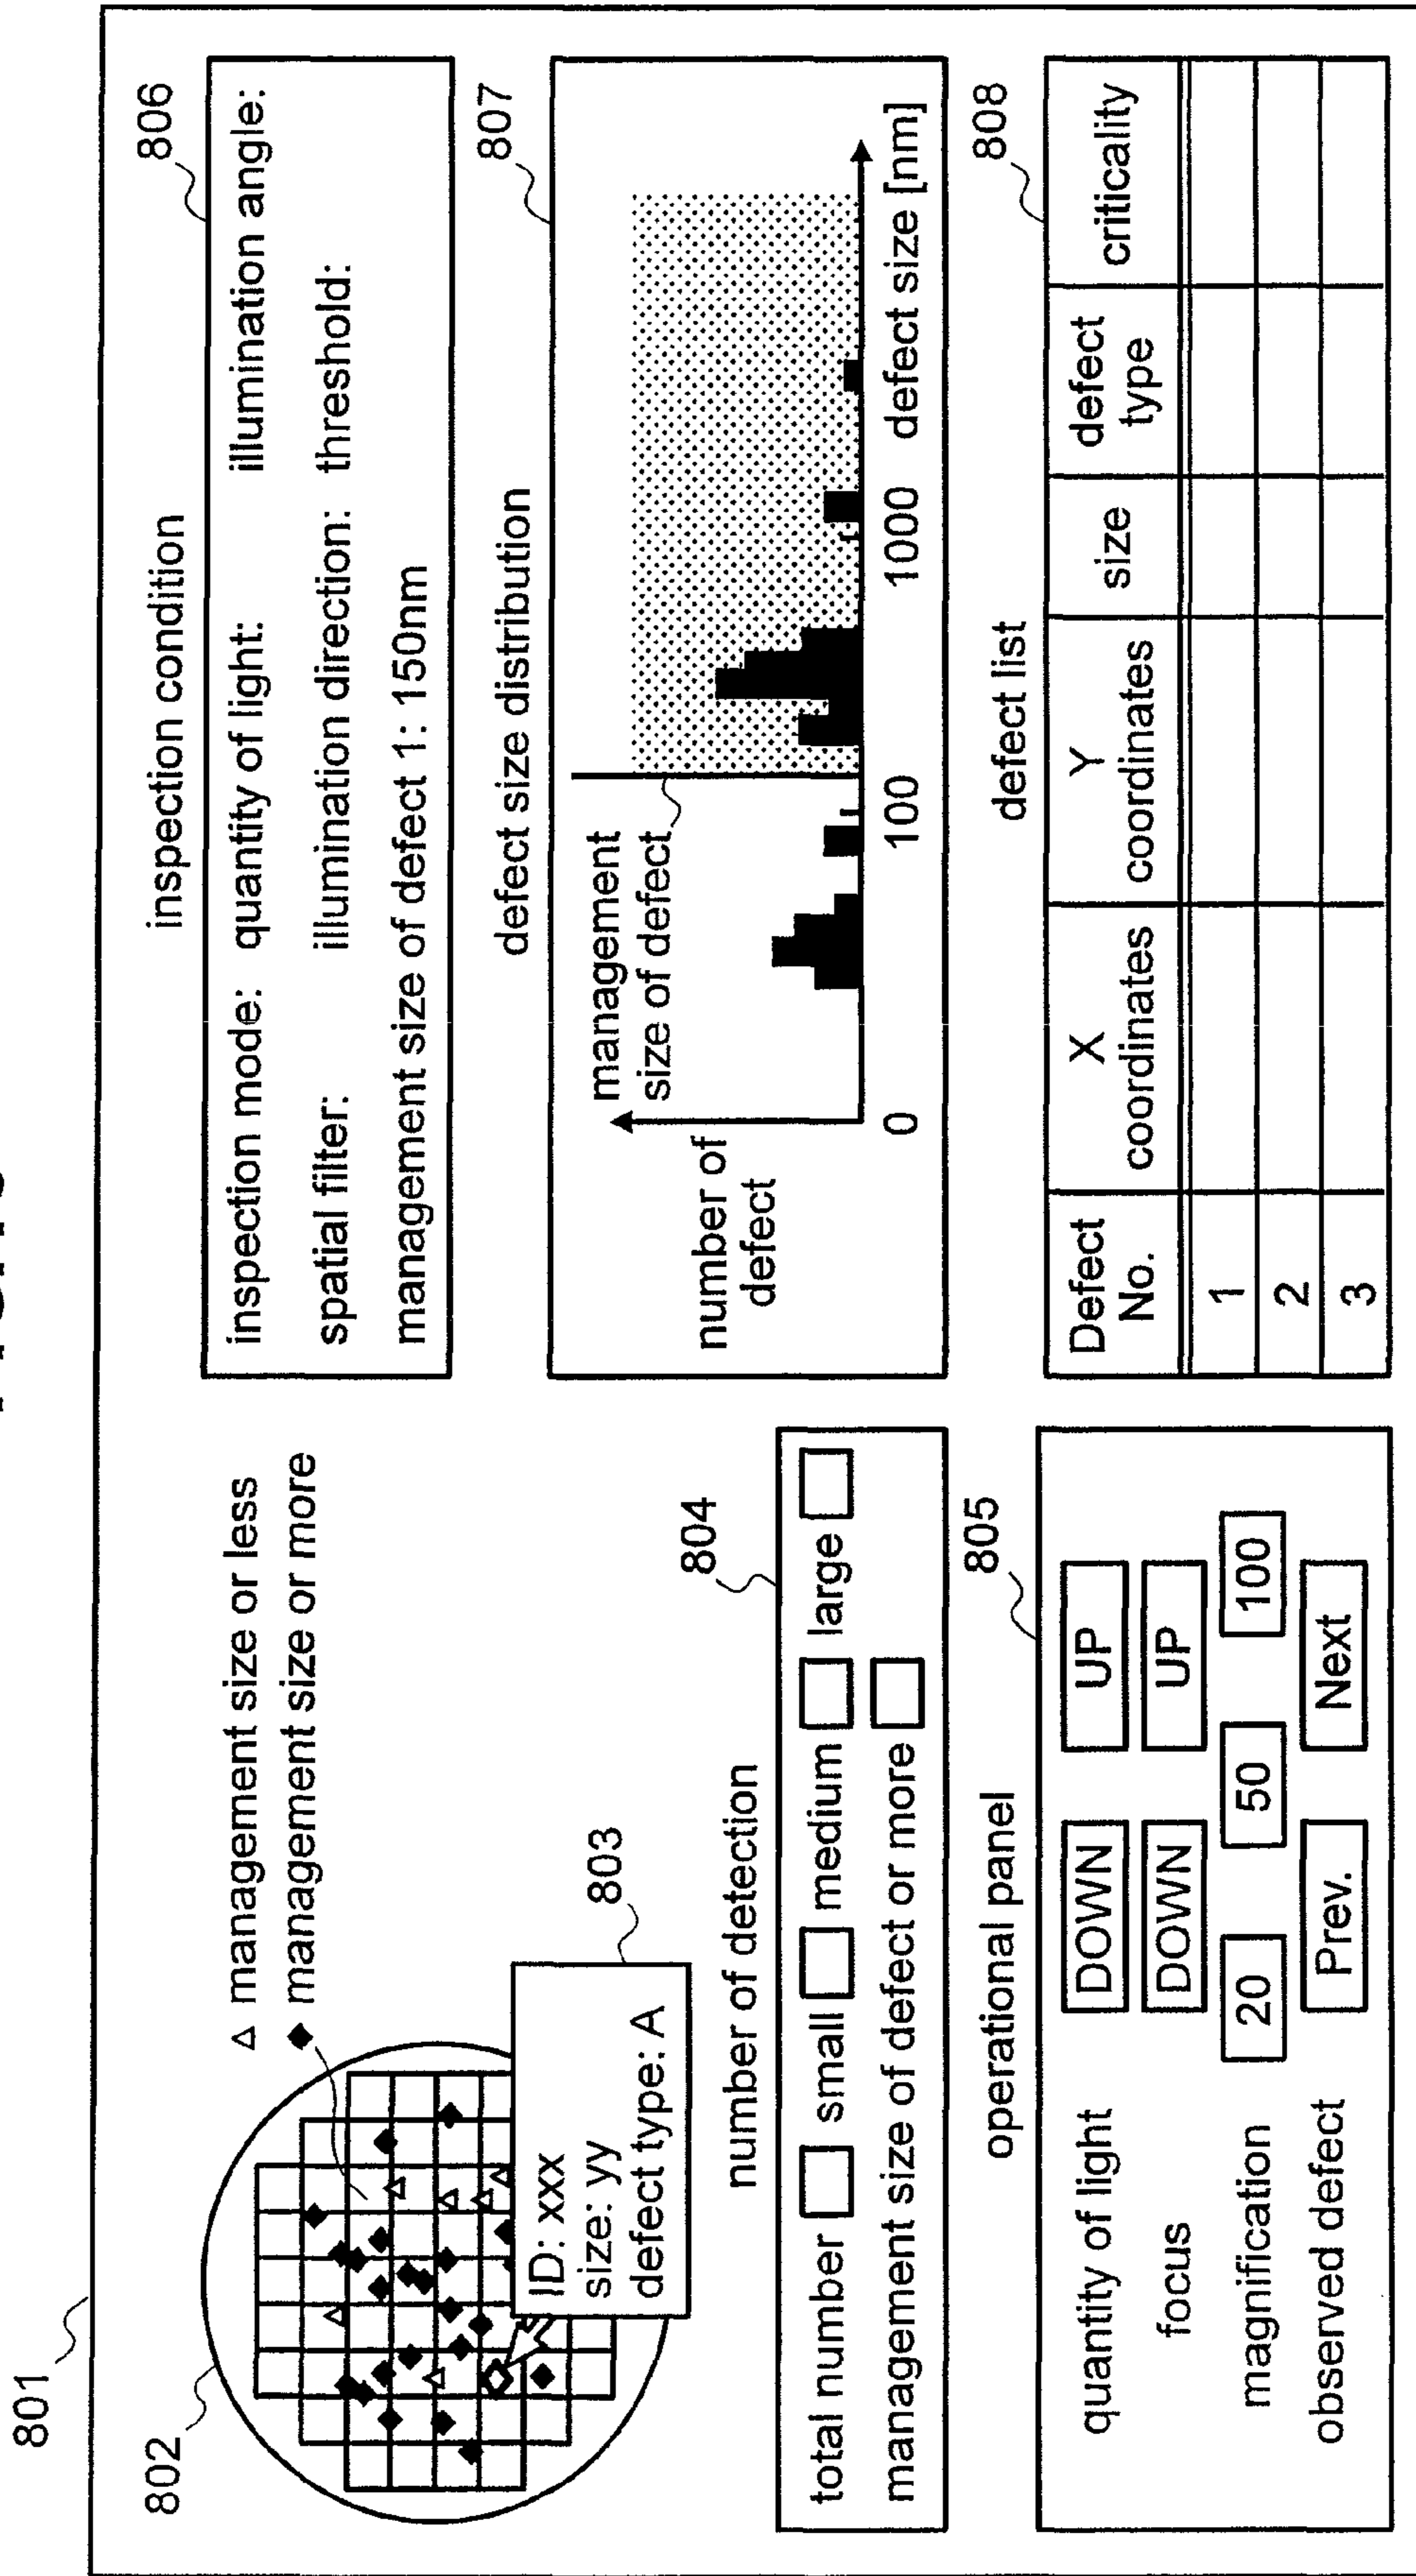 801
802
△ management size or less
◆ management size or more
803
ID: xxx
size: yy
defect type: A
number of detection
804
total number small medium large
management size of defect or more
operational panel
805
quantity of light DOWN UP
focus DOWN UP
magnification 20 50 100
observed defect Prev. Next
inspection condition
806
inspection mode: quantity of light: illumination angle:
spatial filter: illumination direction: threshold:
management size of defect 1: 150nm
defect size distribution
807
management
size of defect
number of
defect
0 100 1000 defect size [nm]
defect list
808
Defect No. X coordinates Y coordinates size defect type criticality
1
2
3